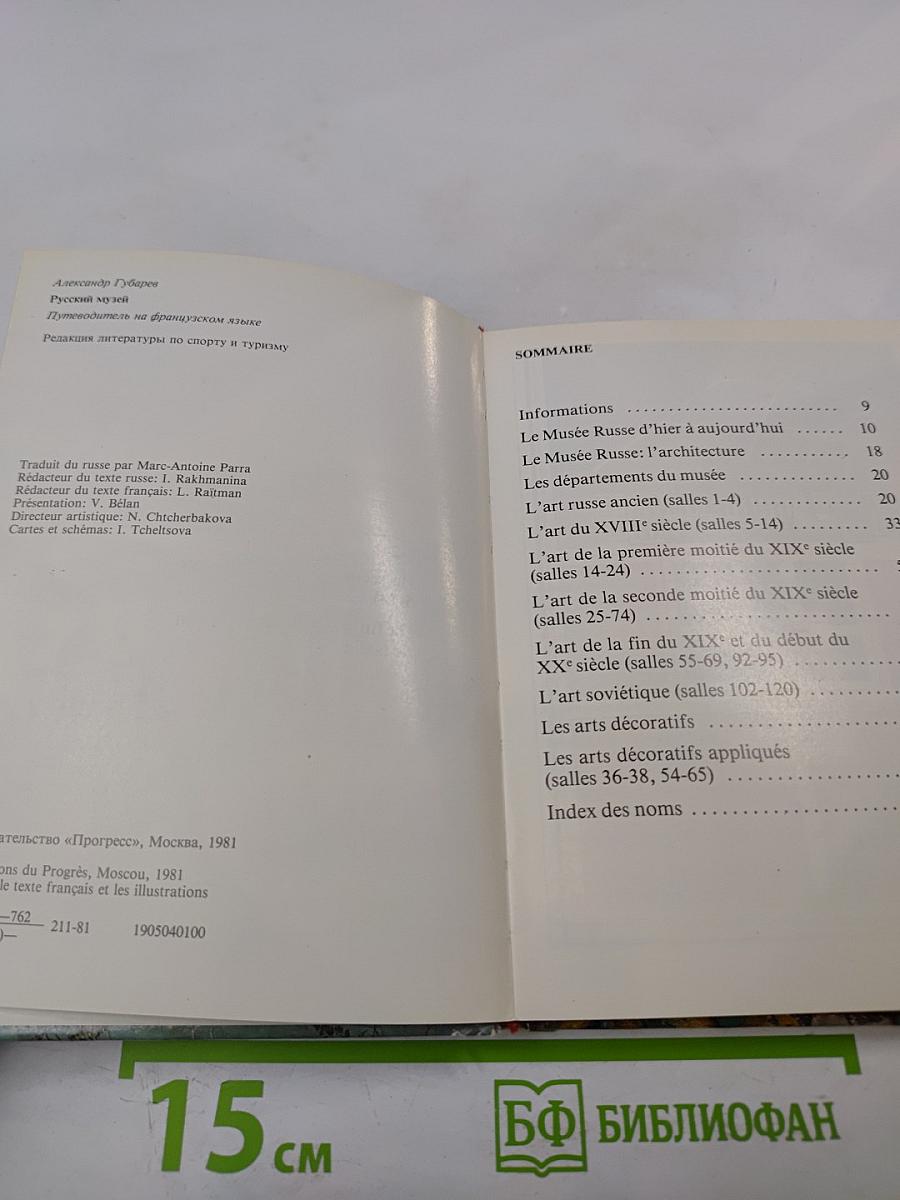 Александр Губарев
Русский музей
Путеводитель на французском языке
Редакция литературы по спорту и туризму
Traduit du russe par Marc-Antoine Parra
Rédacteur du texte russe: I. Rakhmanina
Rédacteur du texte français: L. Raïtman
Présentation: V. Bélan
Directeur artistique: N. Chtcherbakova
Cartes et schémas: I. Tcheltsova
ательство «Прогресс», Москва, 1981
ons du Progrès, Moscou, 1981
le texte français et les illustrations
—762
)— 211-81 1905040100
SOMMAIRE
Informations .......................... 9
Le Musée Russe d'hier à aujourd'hui ...... 10
Le Musée Russe: l'architecture ........... 18
Les départements du musée .............. 20
L'art russe ancien (salles 1-4) ............. 20
L'art du XVIIIe siècle (salles 5-14) ......... 33
L'art de la première moitié du XIXe siècle
(salles 14-24) ..........................
L'art de la seconde moitié du XIXe siècle
(salles 25-74) ..........................
L'art de la fin du XIXe et du début du
XXe siècle (salles 55-69, 92-95) ...........
L'art soviétique (salles 102-120) ..........
Les arts décoratifs ....................
Les arts décoratifs appliqués
(salles 36-38, 54-65) ..................
Index des noms ......................
15 см
БФ БИБЛИОФАН